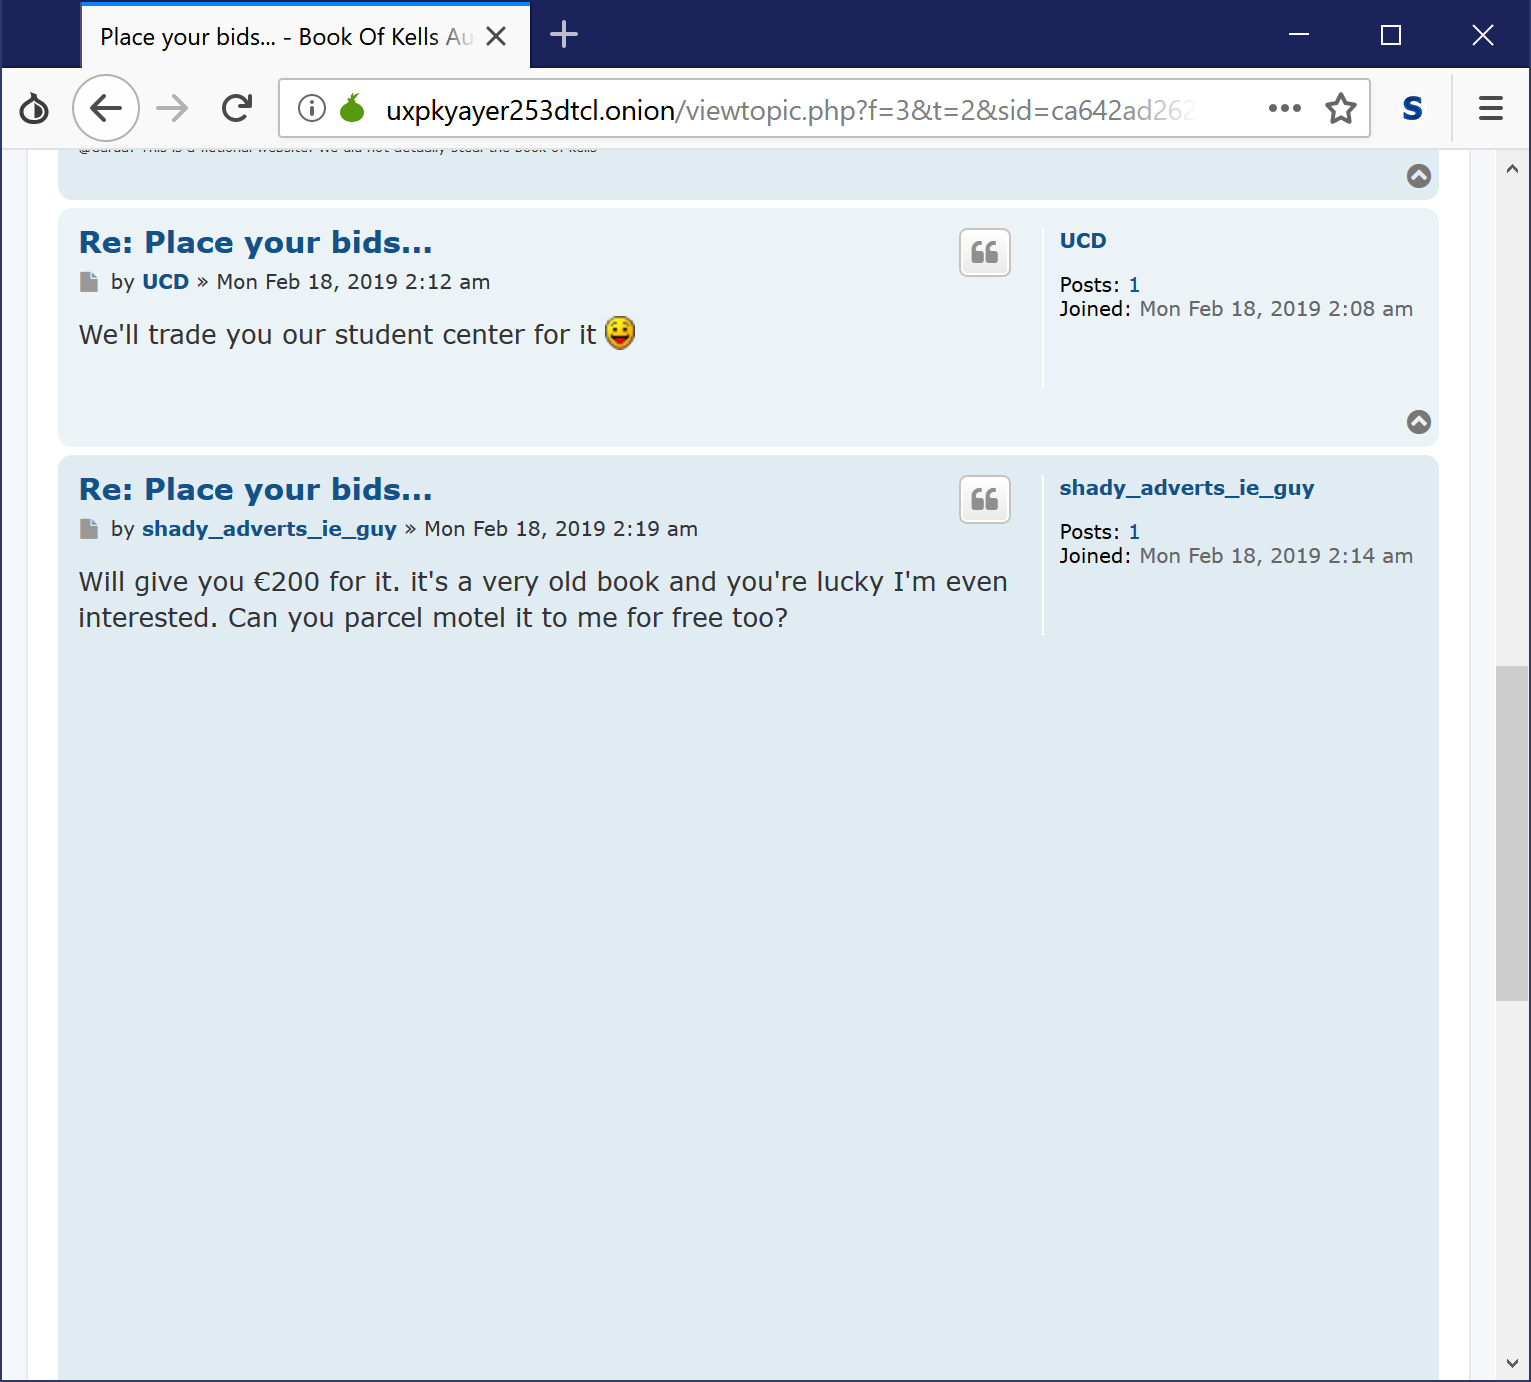 Place your bids... - Book Of Kells Au
uxpkyayer253dtcl.onion/viewtopic.php?f=3&t=2&sid=ca642ad262
S
Re: Place your bids...
by UCD » Mon Feb 18, 2019 2:12 am
We'll trade you our student center for it
UCD
Posts: 1
Joined: Mon Feb 18, 2019 2:08 am
Re: Place your bids...
by shady_adverts_ie_guy » Mon Feb 18, 2019 2:19 am
Will give you €200 for it. it's a very old book and you're lucky I'm even
interested. Can you parcel motel it to me for free too?
shady_adverts_ie_guy
Posts: 1
Joined: Mon Feb 18, 2019 2:14 am